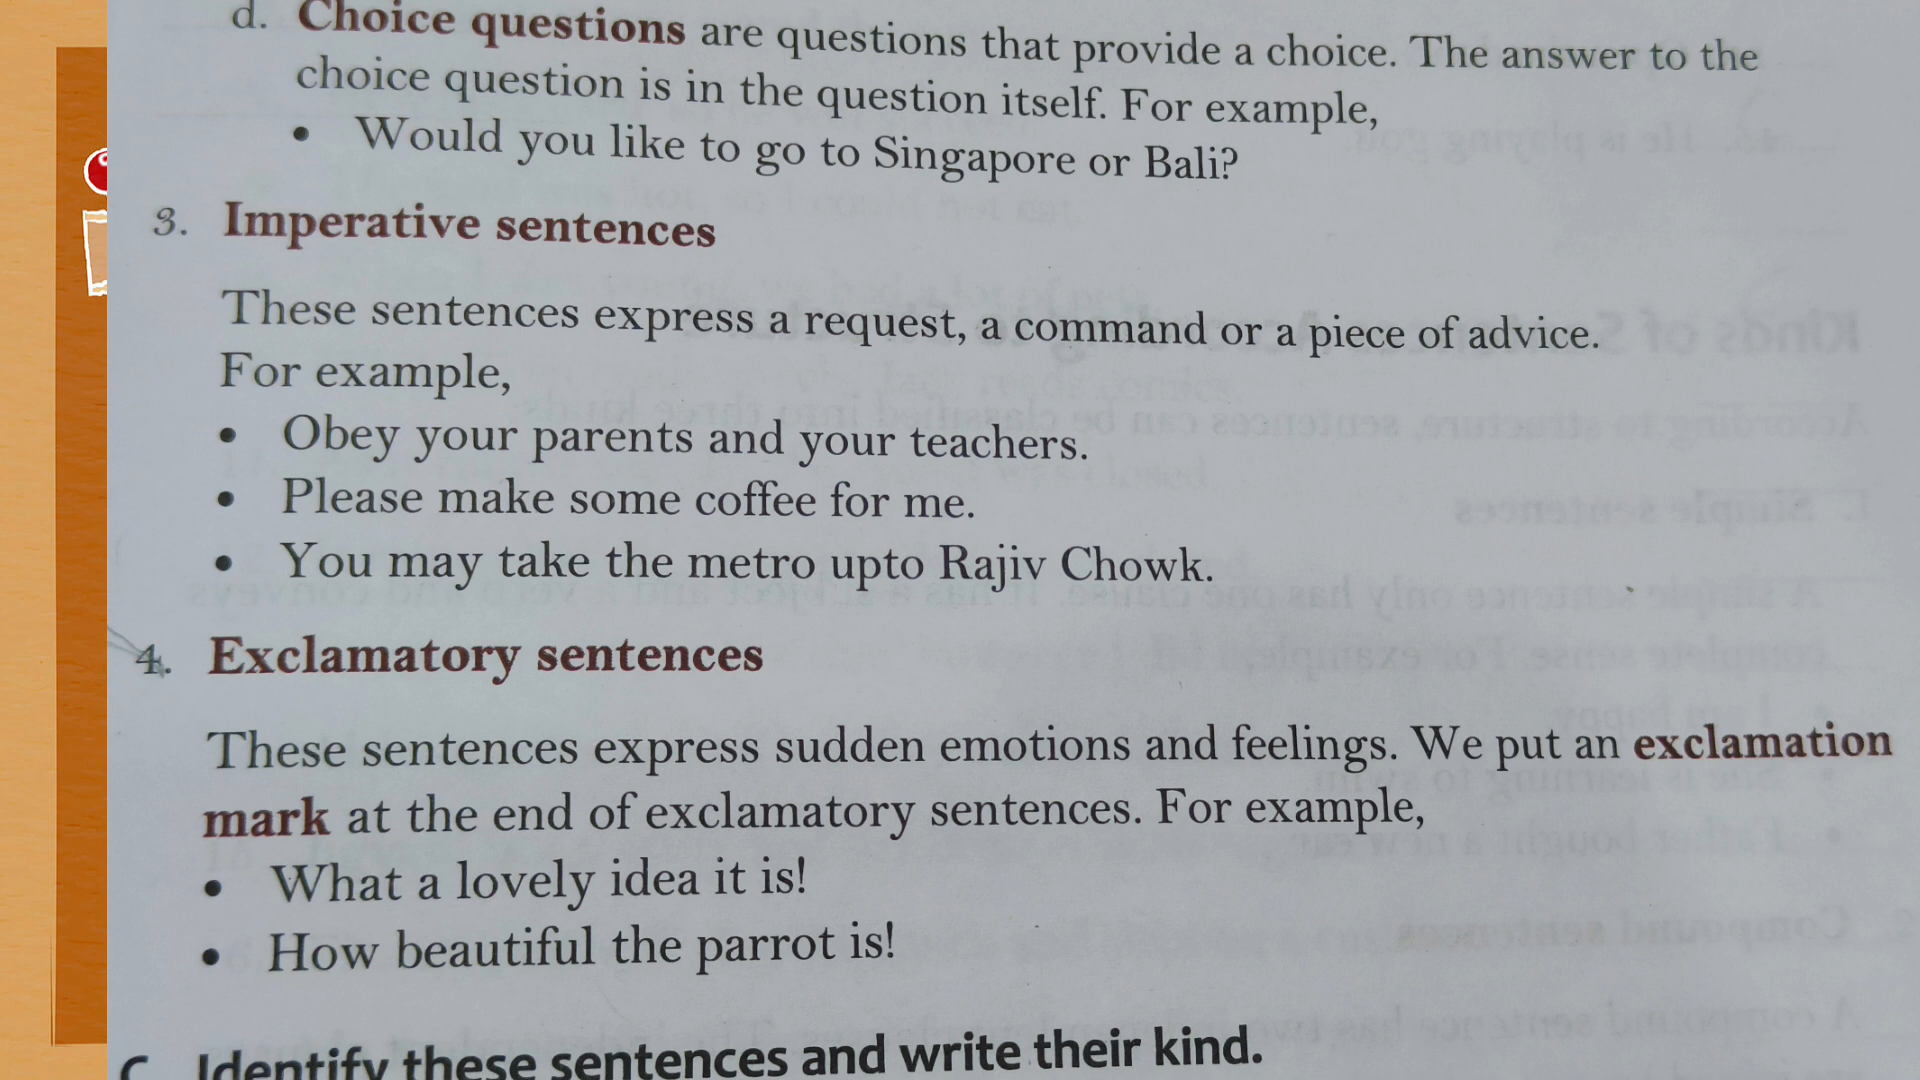 d. Choice questions are questions that provide a choice. The answer to the
choice question is in the question itself. For example,
• Would you like to go to Singapore or Bali?
3. Imperative sentences
These sentences express a request, a command or a piece of advice.
For example,
• Obey your parents and your teachers.
• Please make some coffee for me.
• You may take the metro upto Rajiv Chowk.
4. Exclamatory sentences
These sentences express sudden emotions and feelings. We put an exclamation
mark at the end of exclamatory sentences. For example,
• What a lovely idea it is!
• How beautiful the parrot is!
C Identify these sentences and write their kind.